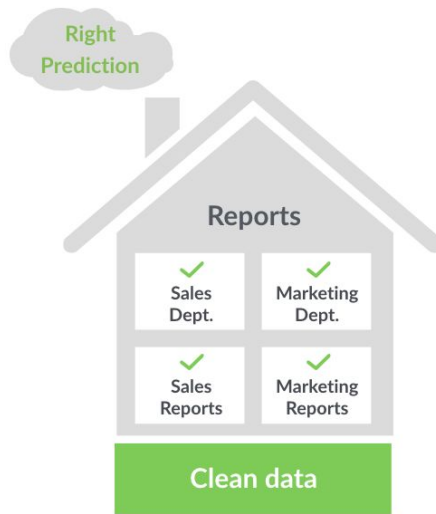 Right
Prediction
Reports
Sales
Dept.
Marketing
Dept.
Sales
Reports
Marketing
Reports
Clean data